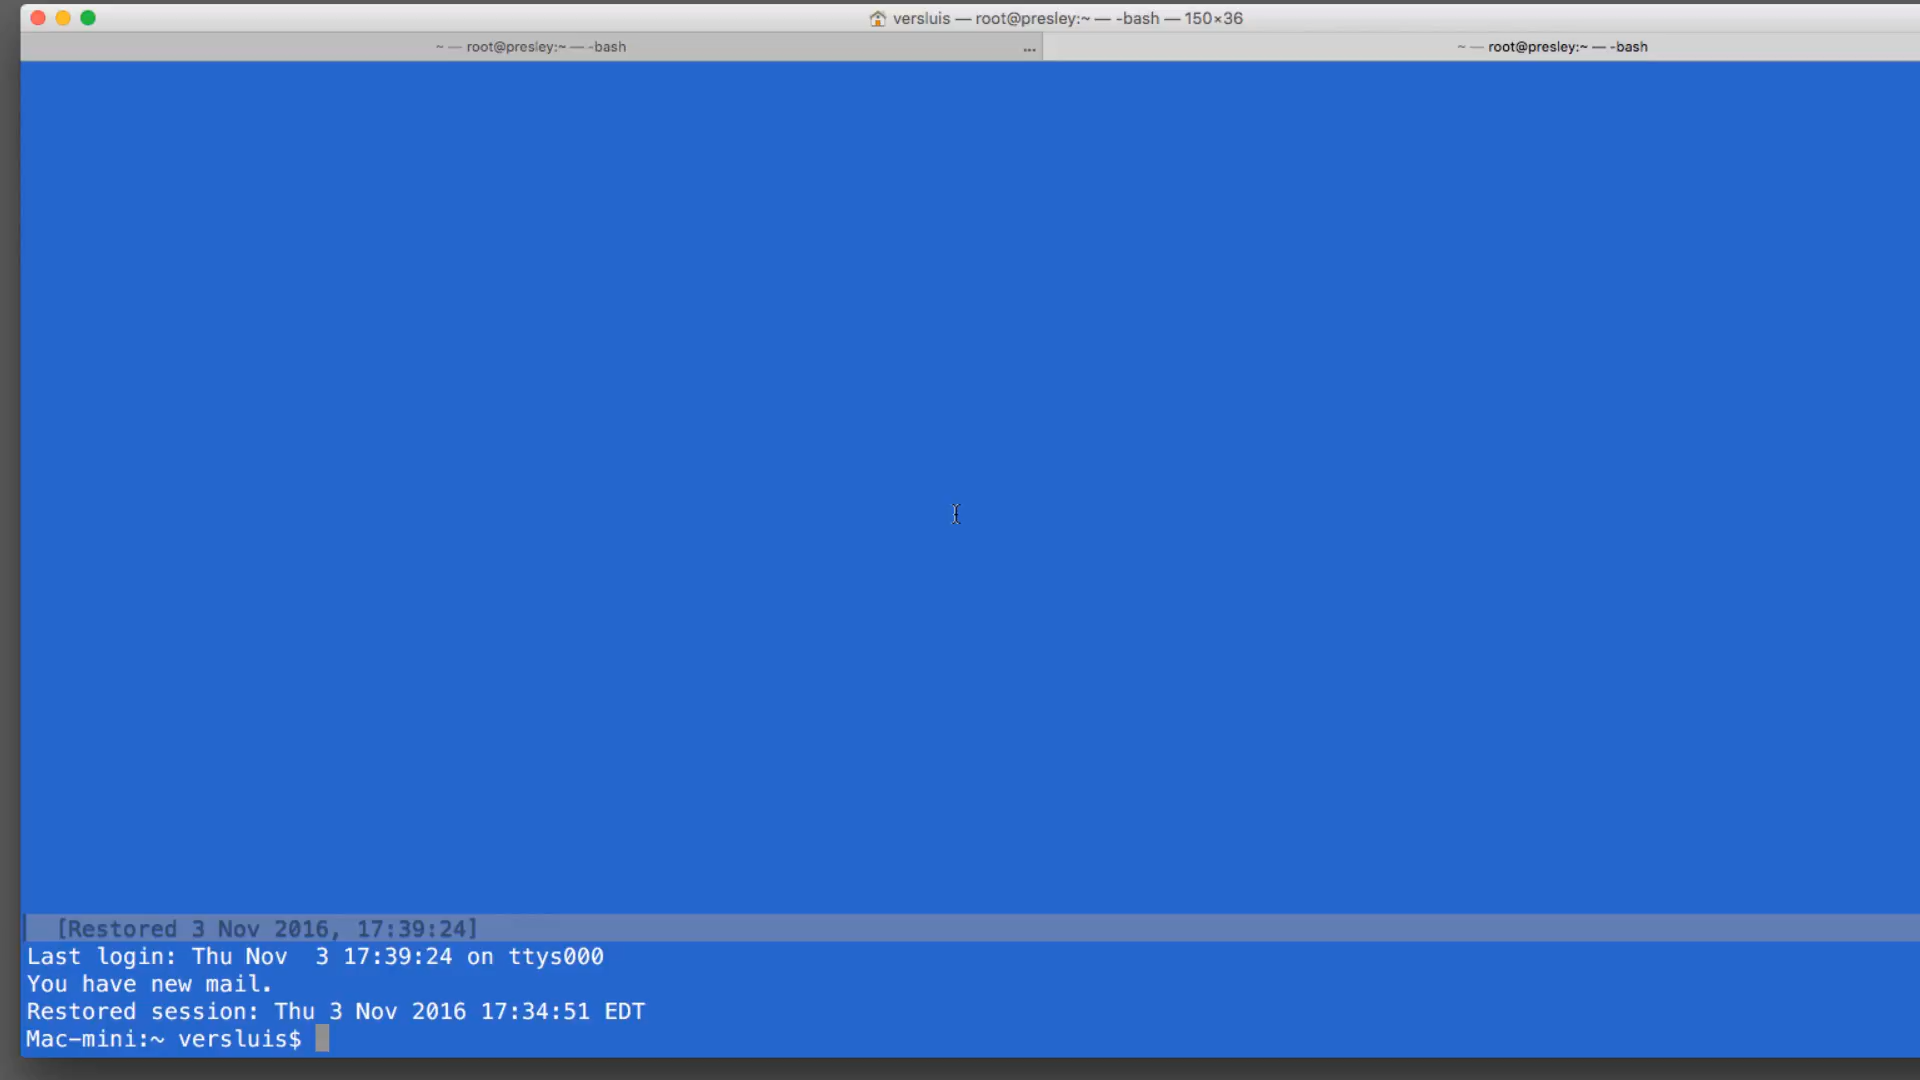 versluis — root@presley:~ — -bash — 150×36
~ — root@presley:~ — -bash ... ~ — root@presley:~ — -bash
[Restored 3 Nov 2016, 17:39:24]
Last login: Thu Nov  3 17:39:24 on ttys000
You have new mail.
Restored session: Thu 3 Nov 2016 17:34:51 EDT
Mac-mini:~ versluis$